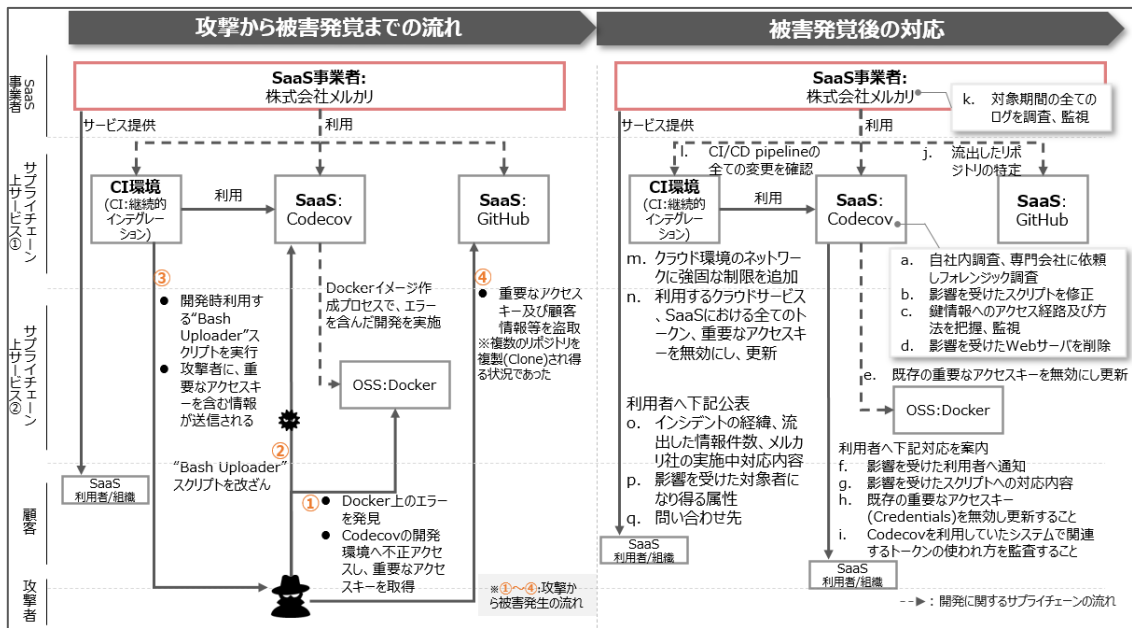 攻撃から被害発覚までの流れ
被害発覚後の対応
SaaS
事業者
サプライチェーン
上サービス①
サプライチェーン
上サービス②
顧客
攻撃者
SaaS事業者:
株式会社メルカリ
サービス提供
利用
CI環境
(CI:継続的
インテグレー
ション)
利用
SaaS:
Codecov
SaaS:
GitHub
③
● 開発時利用す
る“Bash
Uploader”ス
クリプトを実行
● 攻撃者に、重
要なアクセスキ
ーを含む情報
が送信される
Dockerイメージ作
成プロセスで、エラー
を含んだ開発を実施
④
● 重要なアクセス
キー及び顧客
情報等を盗取
※複数のリポジトリを
複製(Clone)され得
る状況であった
OSS:Docker
②
“Bash Uploader”
スクリプトを改ざん
SaaS
利用者/組織
①
● Docker上のエラー
を発見
● Codecovの開発
環境へ不正アクセ
スし、重要なアクセ
スキーを取得
※①～④:攻撃か
ら被害発生の流れ
SaaS事業者:
株式会社メルカリ
k. 対象期間の全ての
ログを調査、監視
サービス提供
利用
l. CI/CD pipelineの
全ての変更を確認
j. 流出したリポ
ジトリの特定
CI環境
(CI:継続的
インテグレー
ション)
利用
SaaS:
Codecov
SaaS:
GitHub
m. クラウド環境のネットワー
クに強固な制限を追加
n. 利用するクラウドサービス
、SaaSにおける全てのト
ークン、重要なアクセスキ
ーを無効にし、更新
a. 自社内調査、専門会社に依頼
しフォレンジック調査
b. 影響を受けたスクリプトを修正
c. 鍵情報へのアクセス経路及び方
法を把握、監視
d. 影響を受けたWebサーバを削除
e. 既存の重要なアクセスキーを無効にし更新
OSS:Docker
利用者へ下記公表
o. インシデントの経緯、流
出した情報件数、メルカ
リ社の実施中対応内容
p. 影響を受けた対象者に
なり得る属性
q. 問い合わせ先
SaaS
利用者/組織
利用者へ下記対応を案内
f. 影響を受けた利用者へ通知
g. 影響を受けたスクリプトへの対応内容
h. 既存の重要なアクセスキー
(Credentials)を無効し更新すること
i. Codecovを利用していたシステムで関連
するトークンの使われ方を監査すること
SaaS
利用者/組織
：開発に関するサプライチェーンの流れ